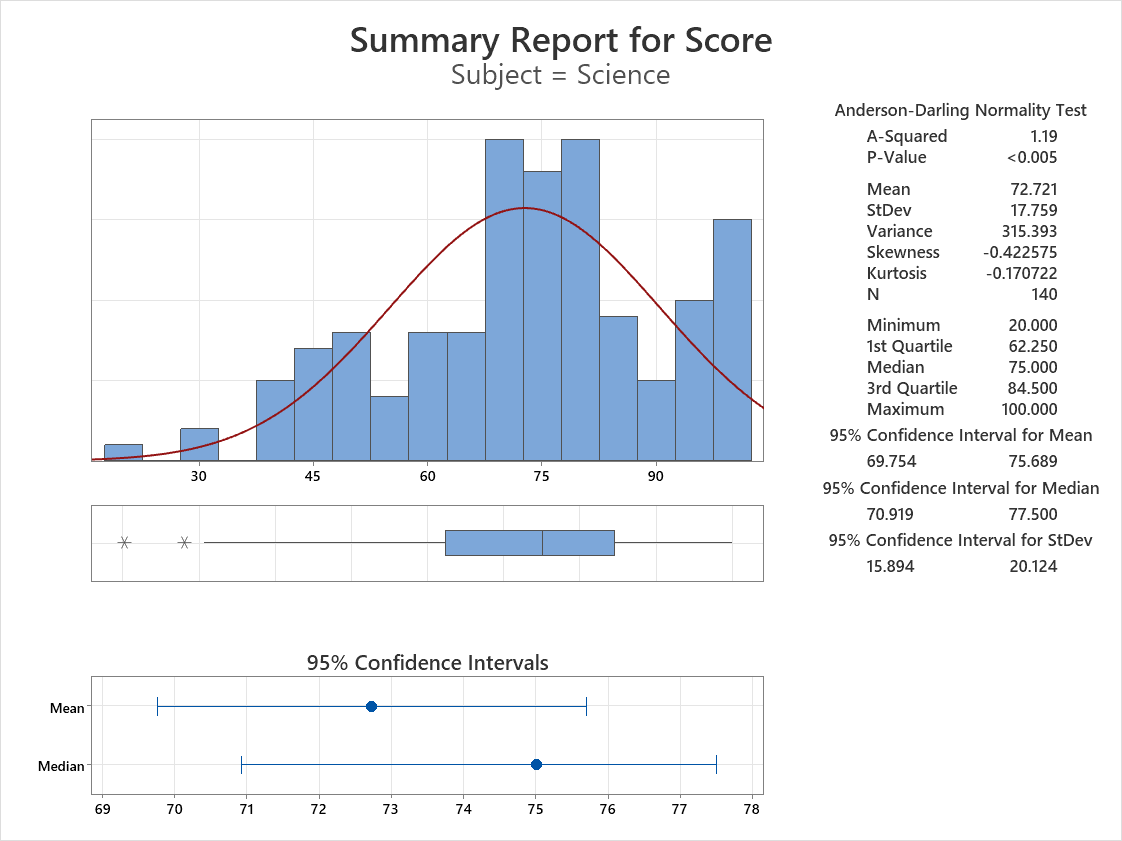 Summary Report for Score
Subject = Science
Anderson-Darling Normality Test
A-Squared 1.19
P-Value <0.005
Mean 72.721
StDev 17.759
Variance 315.393
Skewness -0.422575
Kurtosis -0.170722
N 140
Minimum 20.000
1st Quartile 62.250
Median 75.000
3rd Quartile 84.500
Maximum 100.000
95% Confidence Interval for Mean
69.754 75.689
95% Confidence Interval for Median
70.919 77.500
95% Confidence Interval for StDev
15.894 20.124
30 45 60 75 90
95% Confidence Intervals
Mean
Median
69 70 71 72 73 74 75 76 77 78